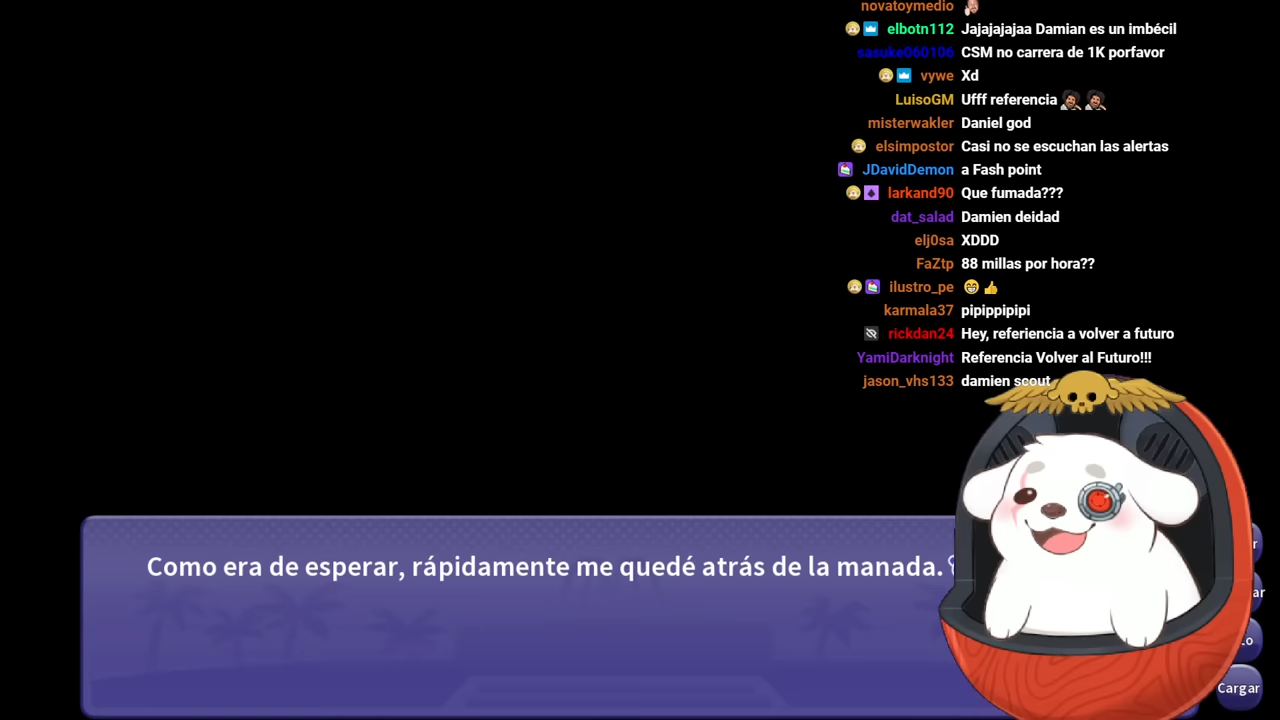 novatoymedio
elbotn112 Jajajajajaa Damian es un imbécil
sasuke060106 CSM no carrera de 1K porfavor
vywe Xd
LuisoGM Ufff referencia
misterwakler Daniel god
elsimpostor Casi no se escuchan las alertas
JDavidDemon a Fash point
larkand90 Que fumada???
dat_salad Damien deidad
elj0sa XDDD
FaZtp 88 millas por hora??
ilustro_pe 😁👍
karmala37 pipippipipi
rickdan24 Hey, referiencia a volver a futuro
YamiDarknight Referencia Volver al Futuro!!!
jason_vhs133 damien scout
Como era de esperar, rápidamente me quedé atrás de la manada.
Cargar